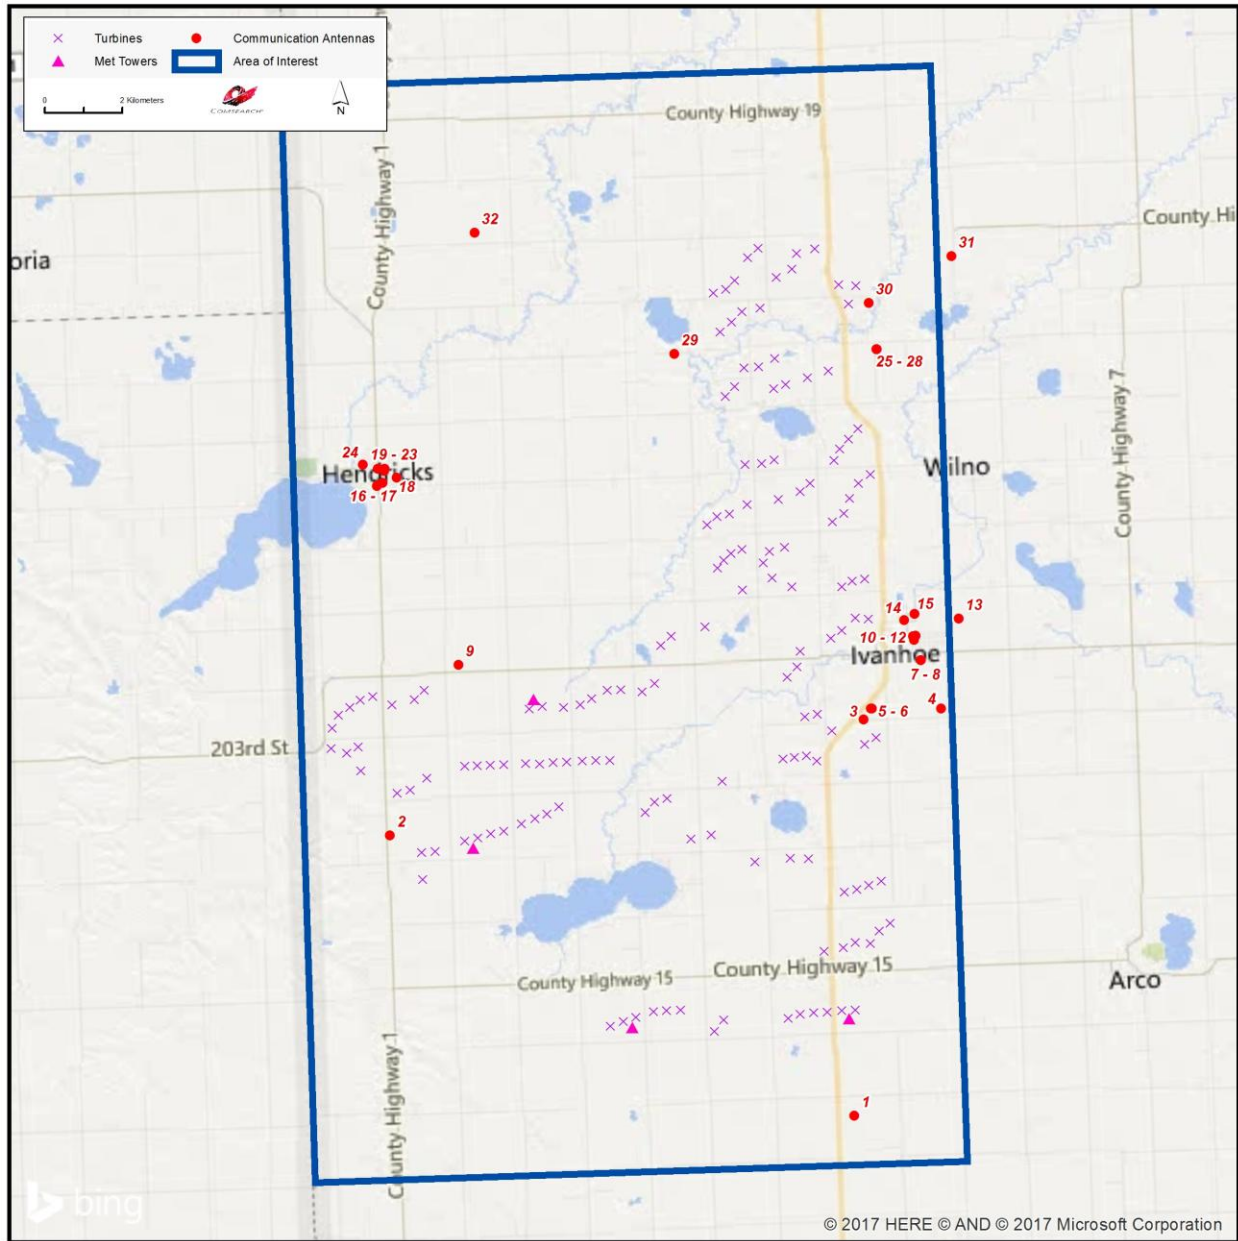 Turbines
Communication Antennas
Met Towers
Area of Interest
0
2 Kilometers
COMSEARCH
N
County Highway 19
County Highway 1
32
County Hi
31
oria
30
29
25 - 28
County Highway 7
24
19 - 23
Hendricks
18
16 - 17
Wilno
14
15
13
10 - 12
Ivanhoe
9
7 - 8
4
3
5 - 6
203rd St
2
County Highway 15
County Highway 15
Arco
County Highway 1
1
bing
© 2017 HERE © AND © 2017 Microsoft Corporation